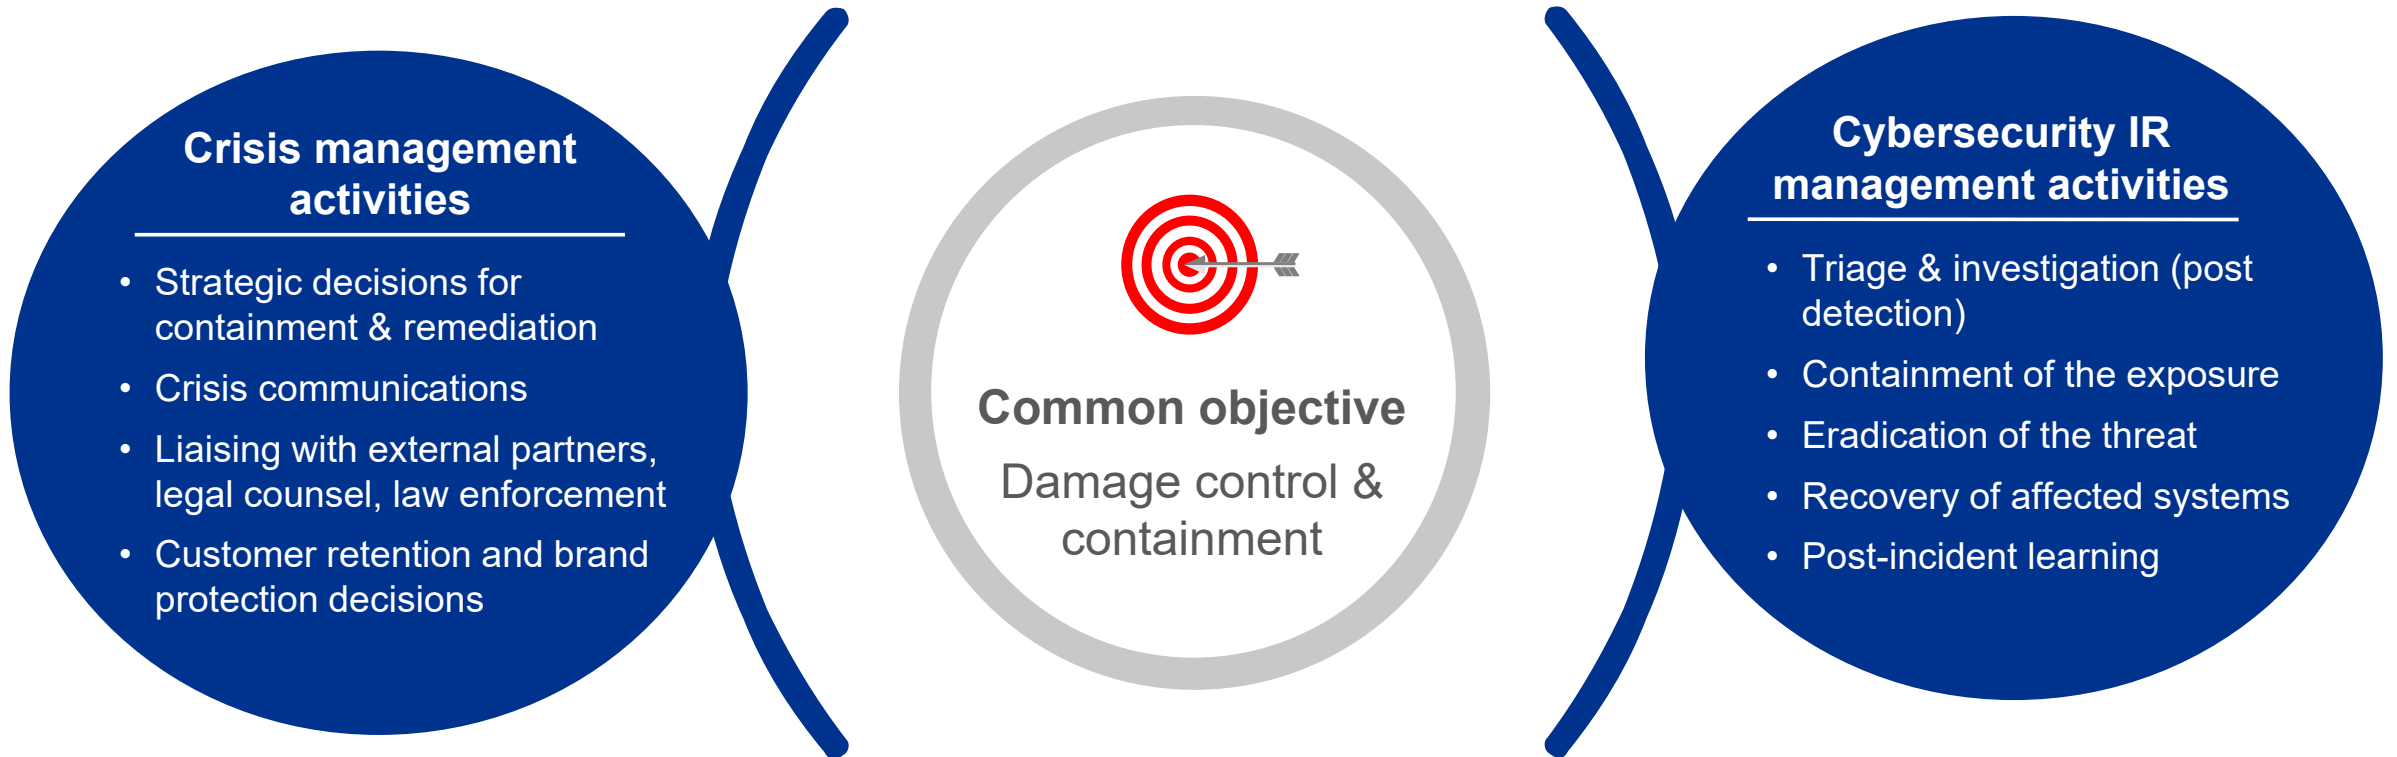 Crisis management
activities
• Strategic decisions for
containment & remediation
• Crisis communications
• Liaising with external partners,
legal counsel, law enforcement
• Customer retention and brand
protection decisions
Common objective
Damage control &
containment
Cybersecurity IR
management activities
• Triage & investigation (post
detection)
• Containment of the exposure
• Eradication of the threat
• Recovery of affected systems
• Post-incident learning